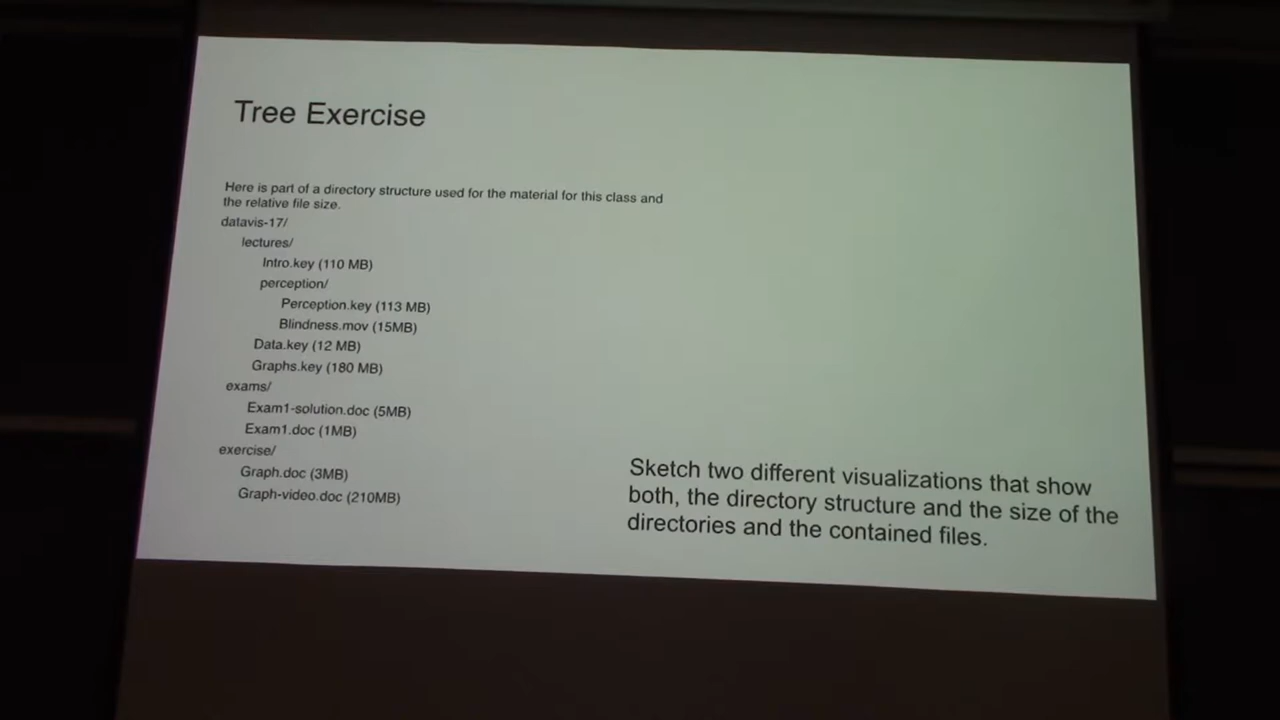 Tree Exercise
Here is part of a directory structure used for the material for this class and
the relative file size.
datavis-17/
lectures/
Intro.key (110 MB)
perception/
Perception.key (113 MB)
Blindness.mov (15MB)
Data.key (12 MB)
Graphs.key (180 MB)
exams/
Exam1-solution.doc (5MB)
Exam1.doc (1MB)
exercise/
Graph.doc (3MB)
Graph-video.doc (210MB)
Sketch two different visualizations that show
both, the directory structure and the size of the
directories and the contained files.